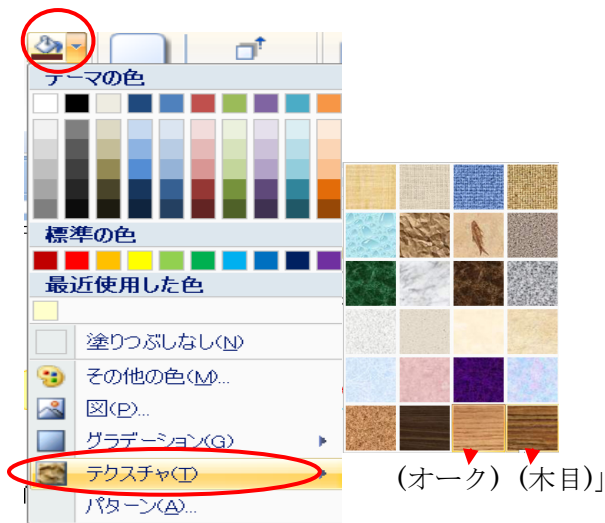 テーマの色
標準の色
最近使用した色
塗りつぶしなし(N)
その他の色(M)...
図(P)...
グラデーション(G)
テクスチャ(T)
(オーク) (木目)」
パターン(A)...